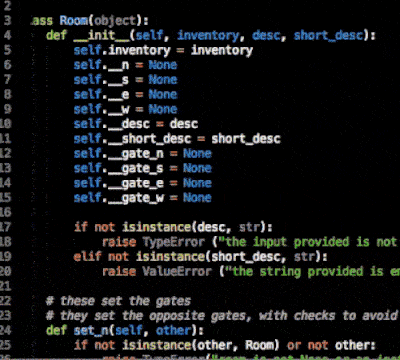 2
3 ass Room(object):
4 def __init__(self, inventory, desc, short_desc):
5 self.inventory = inventory
6 self.__n = None
7 self.__s = None
8 self.__e = None
9 self.__w = None
10 self.__desc = desc
11 self.__short_desc = short_desc
12 self.__gate_n = None
13 self.__gate_s = None
14 self.__gate_e = None
15 self.__gate_w = None
16
17 if not isinstance(desc, str):
18 raise TypeError ("the input provided is not
19 elif not isinstance(short_desc, str):
20 raise ValueError ("the string provided is em
21
22 # these set the gates
23 # they set the opposite gates, with checks to avoid
24 def set_n(self, other):
25 if not isinstance(other, Room) or not other:
raise TypeError